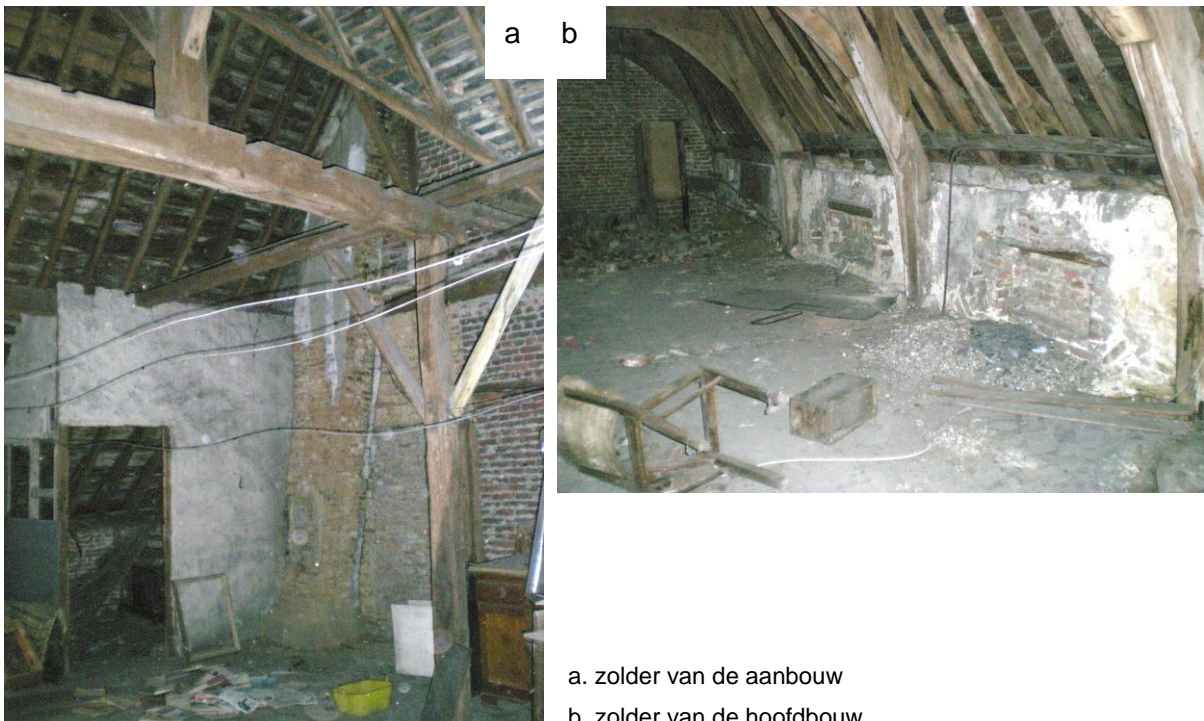 a b
a. zolder van de aanbouw
b. zolder van de hoofdbouw